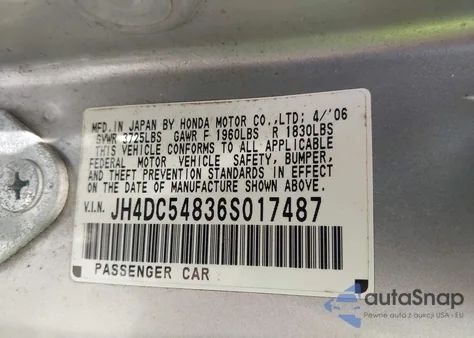 MFD. IN JAPAN BY HONDA MOTOR CO., LTD; 4/'06
GVWR 3725LBS GAWR F 1960LBS R 1830LBS
THIS VEHICLE CONFORMS TO ALL APPLICABLE
FEDERAL MOTOR VEHICLE SAFETY, BUMPER,
AND THEFT PREVENTION STANDARDS IN EFFECT
ON THE DATE OF MANUFACTURE SHOWN ABOVE.
V.I.N. JH4DC54836S017487
PASSENGER CAR
autoSnap
Pewne auta z aukcji USA - EU